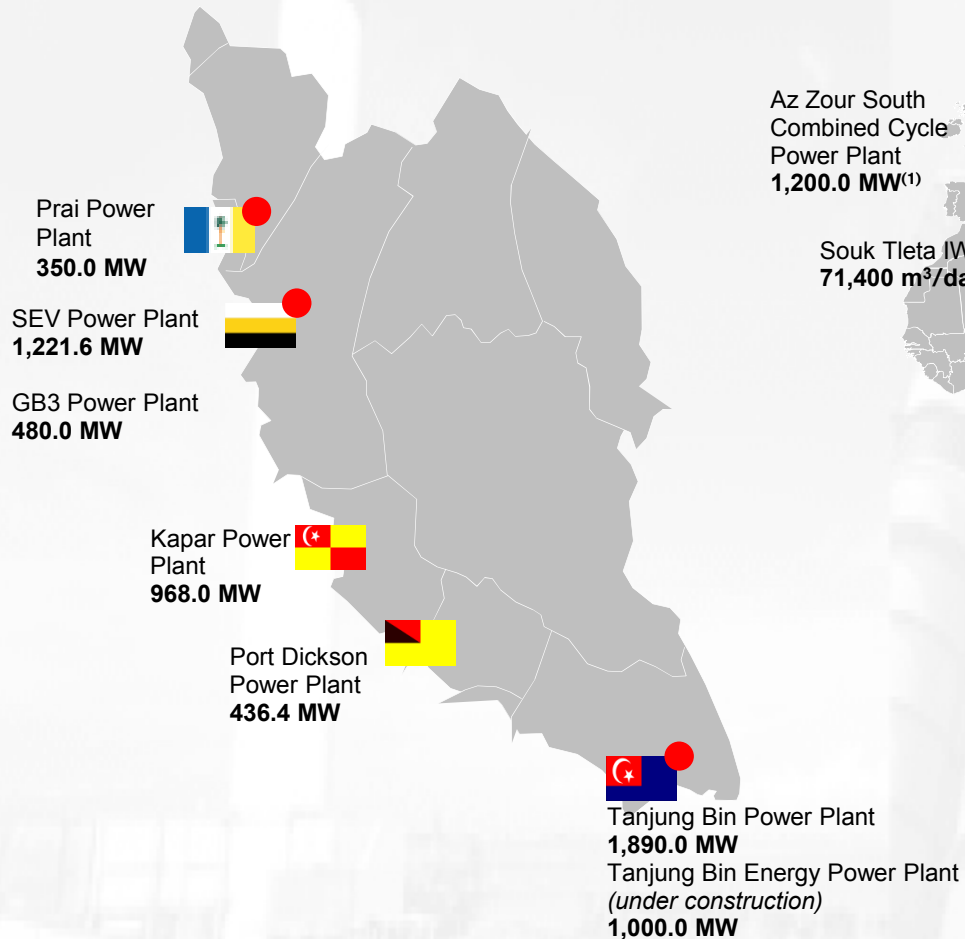 Az Zour South
Combined Cycle
Power Plant
1,200.0 MW(1)
Prai Power
Plant
350.0 MW
Souk Tleta
71,400 m³/
SEV Power Plant
1,221.6 MW
GB3 Power Plant
480.0 MW
Kapar Power
Plant
968.0 MW
Port Dickson
Power Plant
436.4 MW
Tanjung Bin Power Plant
1,890.0 MW
Tanjung Bin Energy Power Plant
(under construction)
1,000.0 MW